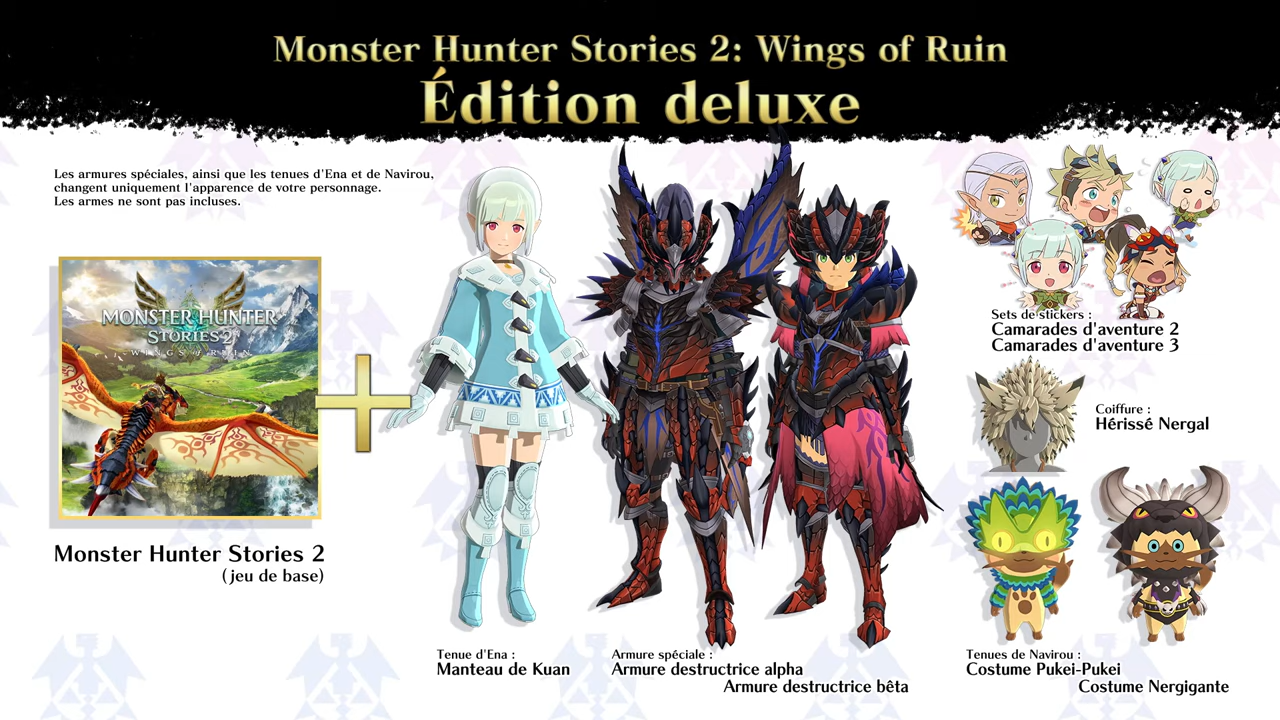 Monster Hunter Stories 2: Wings of Ruin
Édition deluxe
Les armures spéciales, ainsi que les tenues d'Ena et de Navirou,
changent uniquement l'apparence de votre personnage.
Les armes ne sont pas incluses.
MONSTER HUNTER
STORIES 2
WINGS OF RUIN
Monster Hunter Stories 2
(jeu de base)
Tenue d'Ena :
Manteau de Kuan
Armure spéciale :
Armure destructrice alpha
Armure destructrice bêta
Sets de stickers :
Camarades d'aventure 2
Camarades d'aventure 3
Coiffure :
Hérissé Nergal
Tenues de Navirou :
Costume Pukei-Pukei
Costume Nergigante